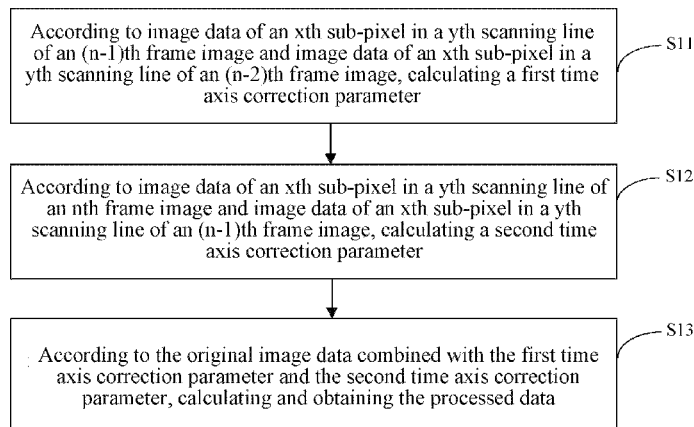 According to image data of an xth sub-pixel in a yth scanning line
of an (n-1)th frame image and image data of an xth sub-pixel in a
yth scanning line of an (n-2)th frame image, calculating a first time
axis correction parameter
S11
According to image data of an xth sub-pixel in a yth scanning line of
an nth frame image and image data of an xth sub-pixel in a yth
scanning line of an (n-1)th frame image, calculating a second time
axis correction parameter
S12
According to the original image data combined with the first time
axis correction parameter and the second time axis correction
parameter, calculating and obtaining the processed data
S13